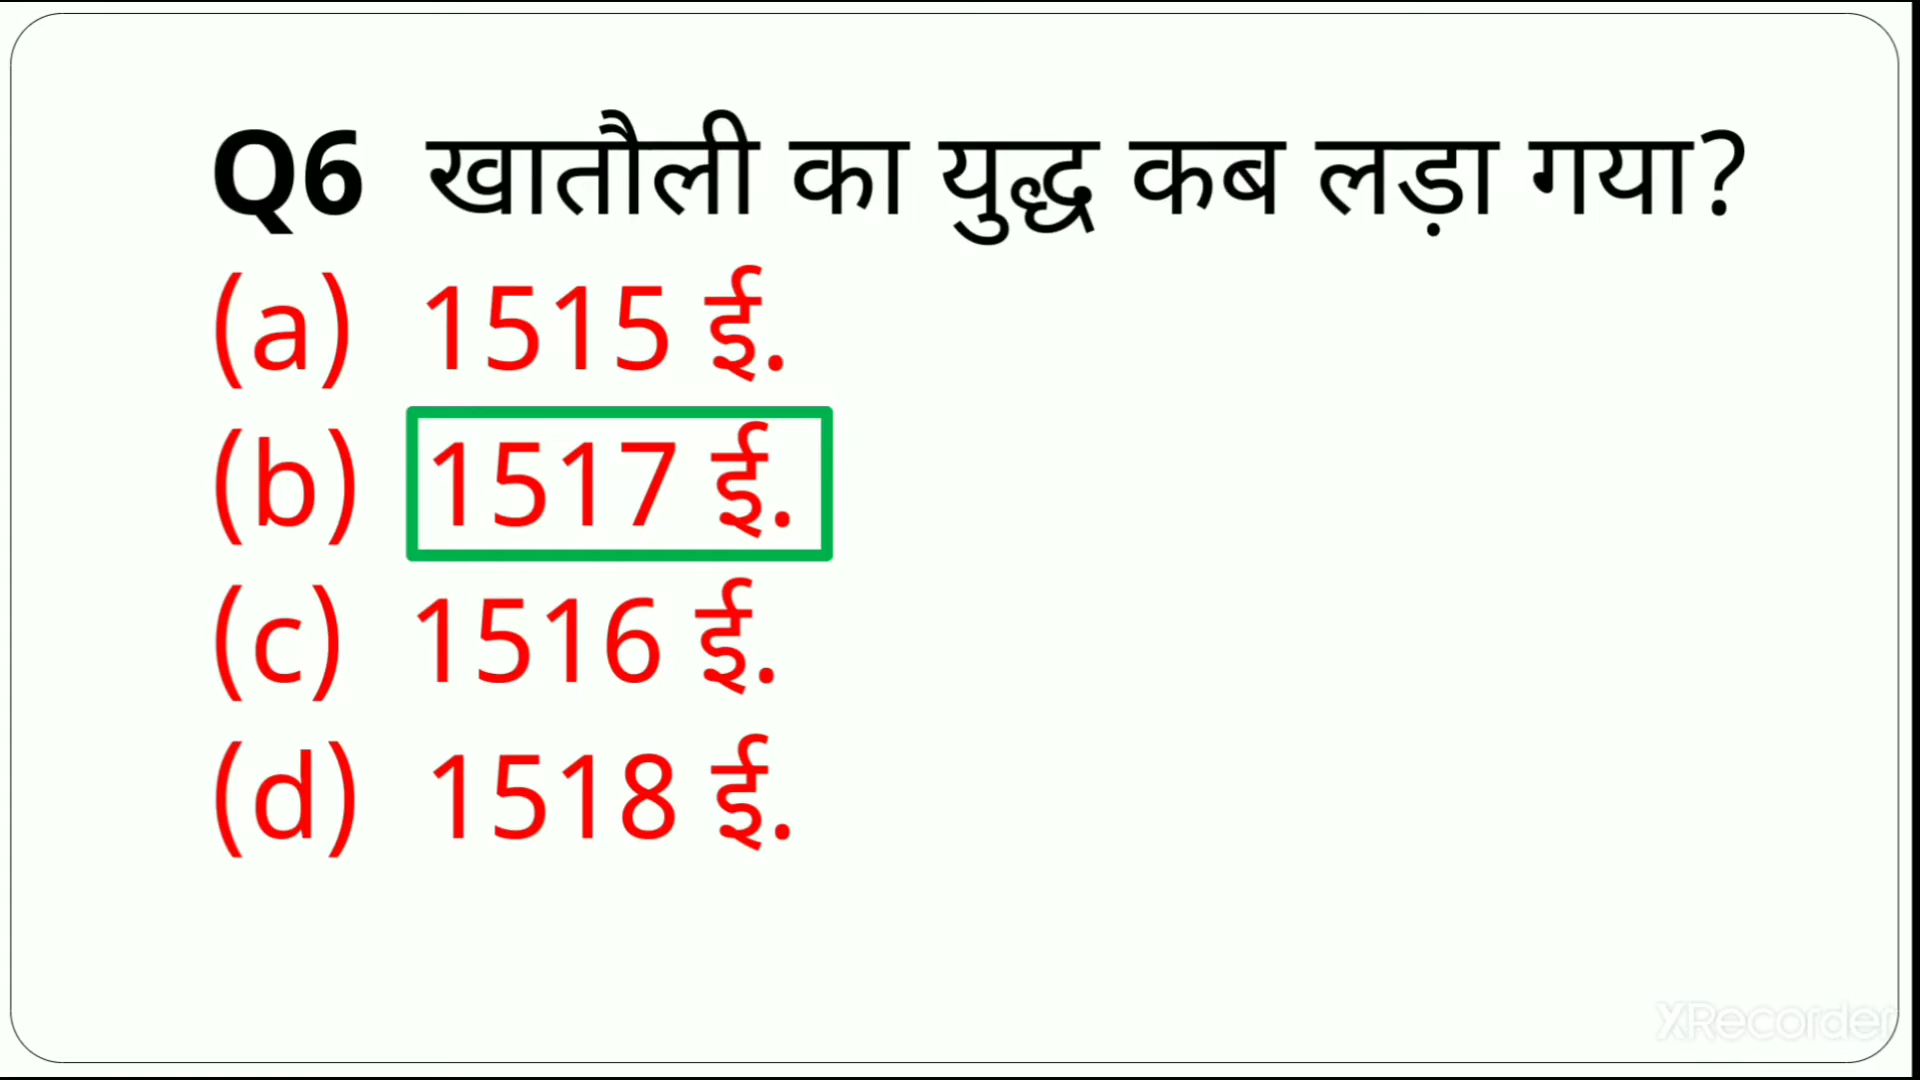 Q6 खातौली का युद्ध कब लड़ा गया?
(a) 1515 ई.
(b) 1517 ई.
(c) 1516 ई.
(d) 1518 ई.
XRecorder